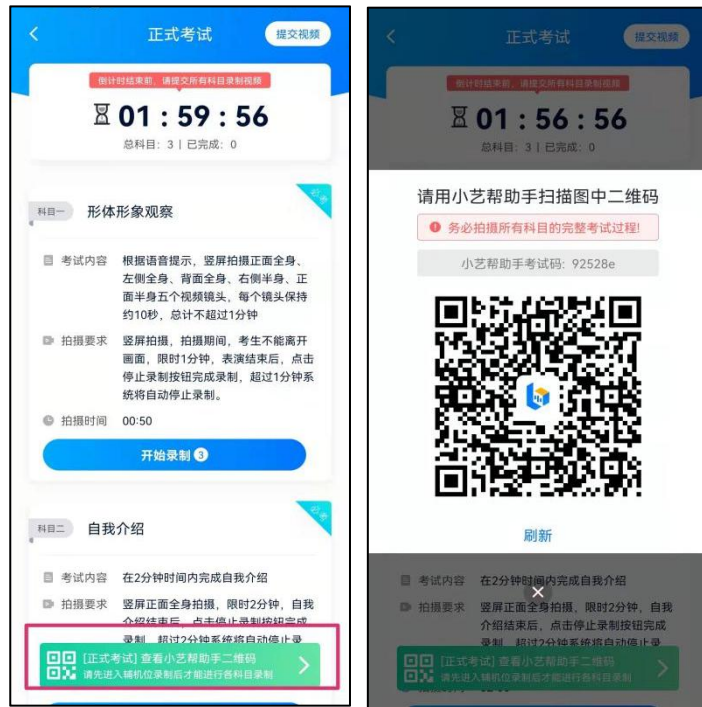 正式考试
提交视频
倒计时结束前，请提交所有科目录制视频
01 : 59 : 56
总科目: 3 | 已完成: 0
科目一
形体形象观察
必考
考试内容
根据语音提示，竖屏拍摄正面全身、
左侧全身、背面全身、右侧半身、正
面半身五个视频镜头，每个镜头保持
约10秒，总计不超过1分钟
拍摄要求
竖屏拍摄，拍摄期间，考生不能离开
画面，限时1分钟，表演结束后，点击
停止录制按钮完成录制，超过1分钟系
统将自动停止录制。
拍摄时间
00:50
开始录制 3
科目二
自我介绍
必考
考试内容
在2分钟时间内完成自我介绍
拍摄要求
竖屏正面全身拍摄，限时2分钟，自我
介绍结束后，点击停止录制按钮完成
录制，超过2分钟系统将自动停止录
[正式考试] 查看小艺帮助手二维码
请先进入辅机位录制后才能进行各科目录制
正式考试
提交视频
倒计时结束前，请提交所有科目录制视频
01 : 56 : 56
总科目: 3 | 已完成: 0
请用小艺帮助手扫描图中二维码
务必拍摄所有科目的完整考试过程!
小艺帮助手考试码: 92528e
刷新
考试内容
在2分钟时间内完成自我介绍
拍摄要求
竖屏正面全身拍摄，限时2分钟，自我
介绍结束后，点击停止录制按钮完成
录制，超过2分钟系统将自动停止录
[正式考试] 查看小艺帮助手二维码
请先进入辅机位录制后才能进行各科目录制